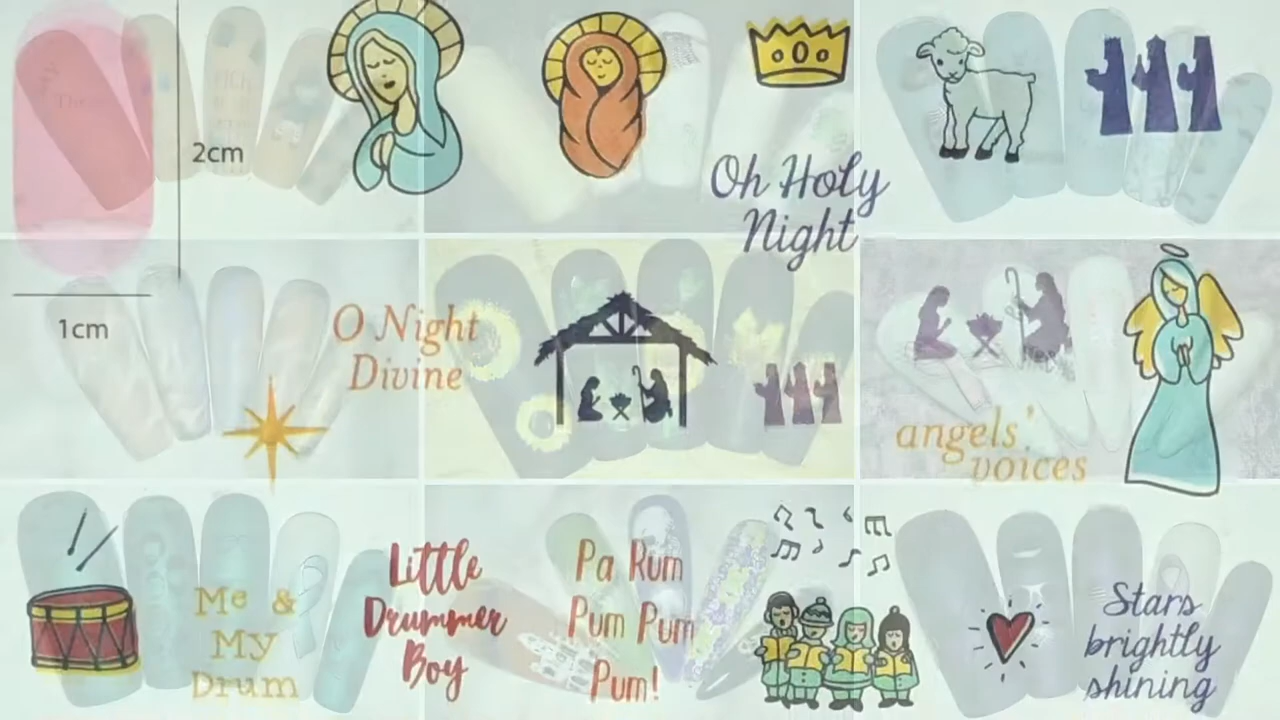 The
2cm
Oh Holy
Night
1cm
O Night
Divine
angels'
voices
Me &
My
Drum
Little
Drummer
Boy
Pa Rum
Pum Pum
Pum!
Stars
brightly
shining